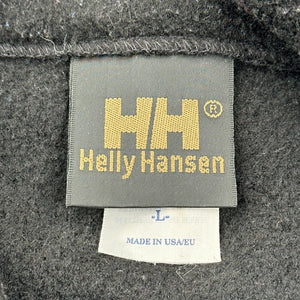 HH ®
Helly Hansen
-L-
MADE IN USA/EU